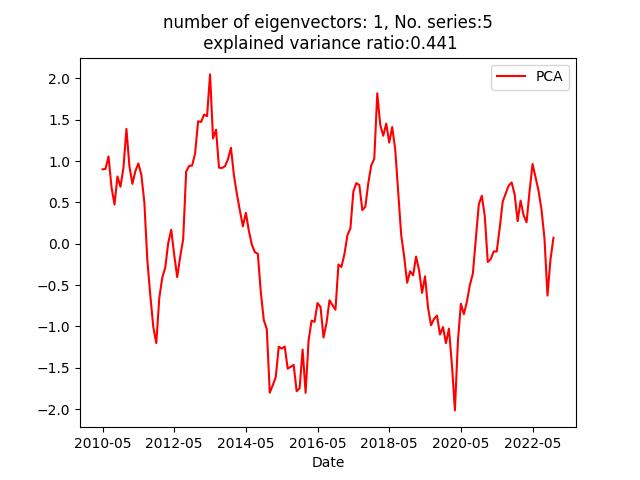 number of eigenvectors: 1, No. series:5
explained variance ratio:0.441
PCA
2.0
1.5
1.0
0.5
0.0
−0.5
−1.0
−1.5
−2.0
2010-05 2012-05 2014-05 2016-05 2018-05 2020-05 2022-05
Date